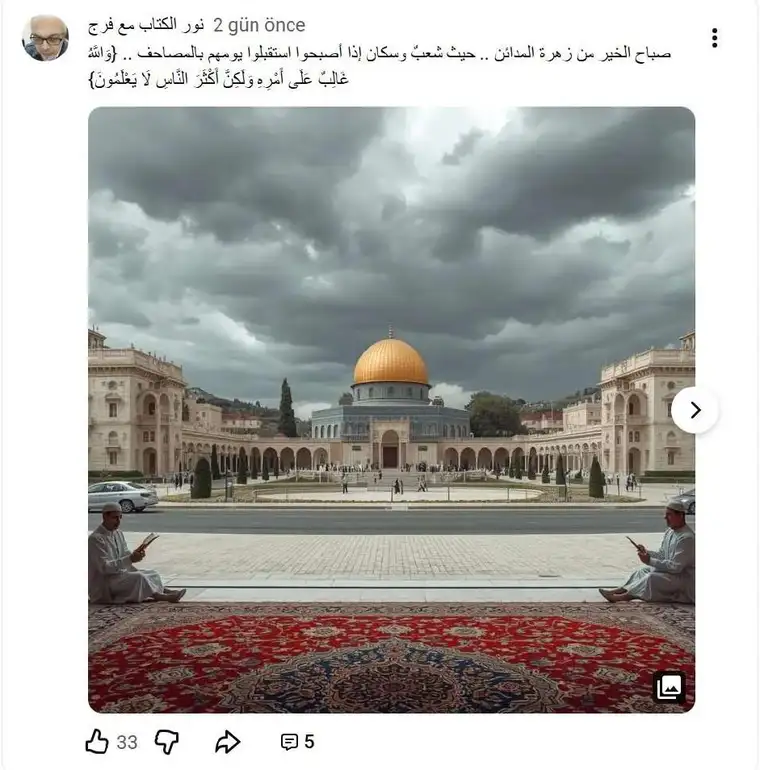 نور الكتاب مع فرج 2 gün önce
صباح الخير من زهرة المدائن .. حيث شعبٌ وسكان إذا أصبحوا استقبلوا يومهم بالمصاحف .. {وَاللَّهُ
غَالِبٌ عَلَى أَمْرِهِ وَلَكِنَّ أَكْثَرَ النَّاسِ لَا يَعْلَمُونَ}
33 5